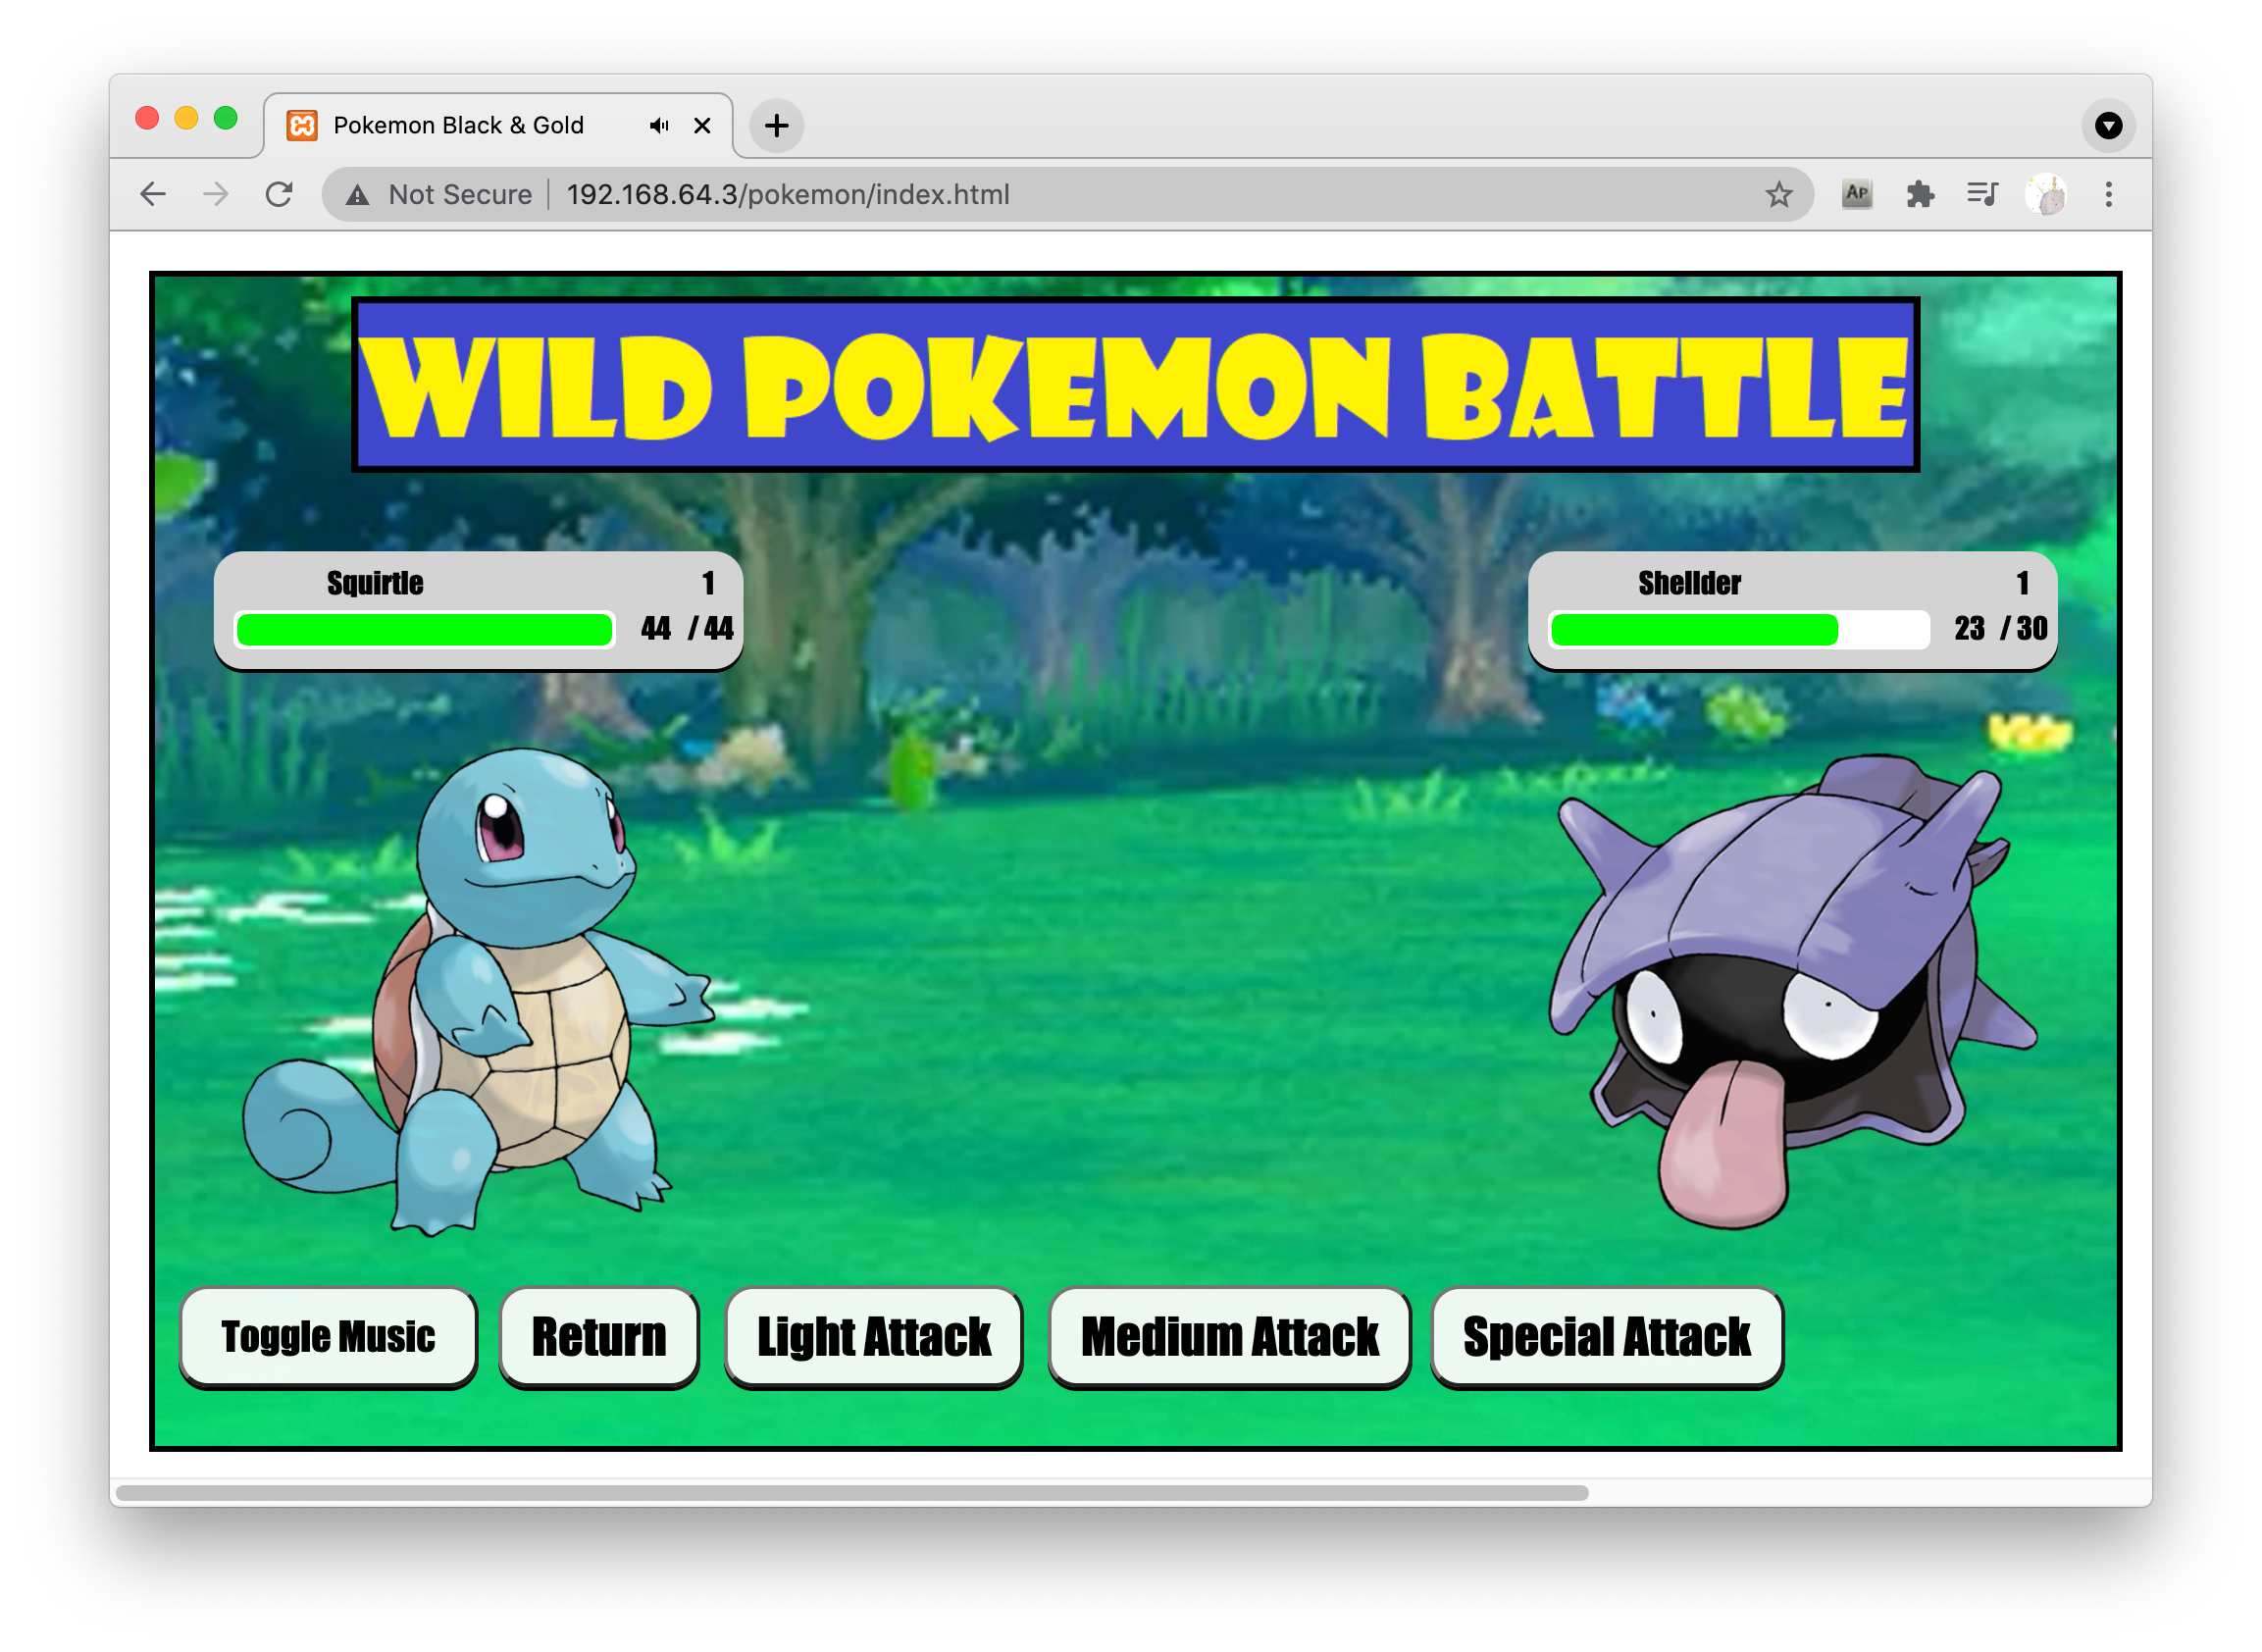 Pokemon Black & Gold
Not Secure 192.168.64.3/pokemon/index.html
AP
WILD POKEMON BATTLE
Squirtle 1
44 / 44
Shellder 1
23 / 30
Toggle Music Return Light Attack Medium Attack Special Attack